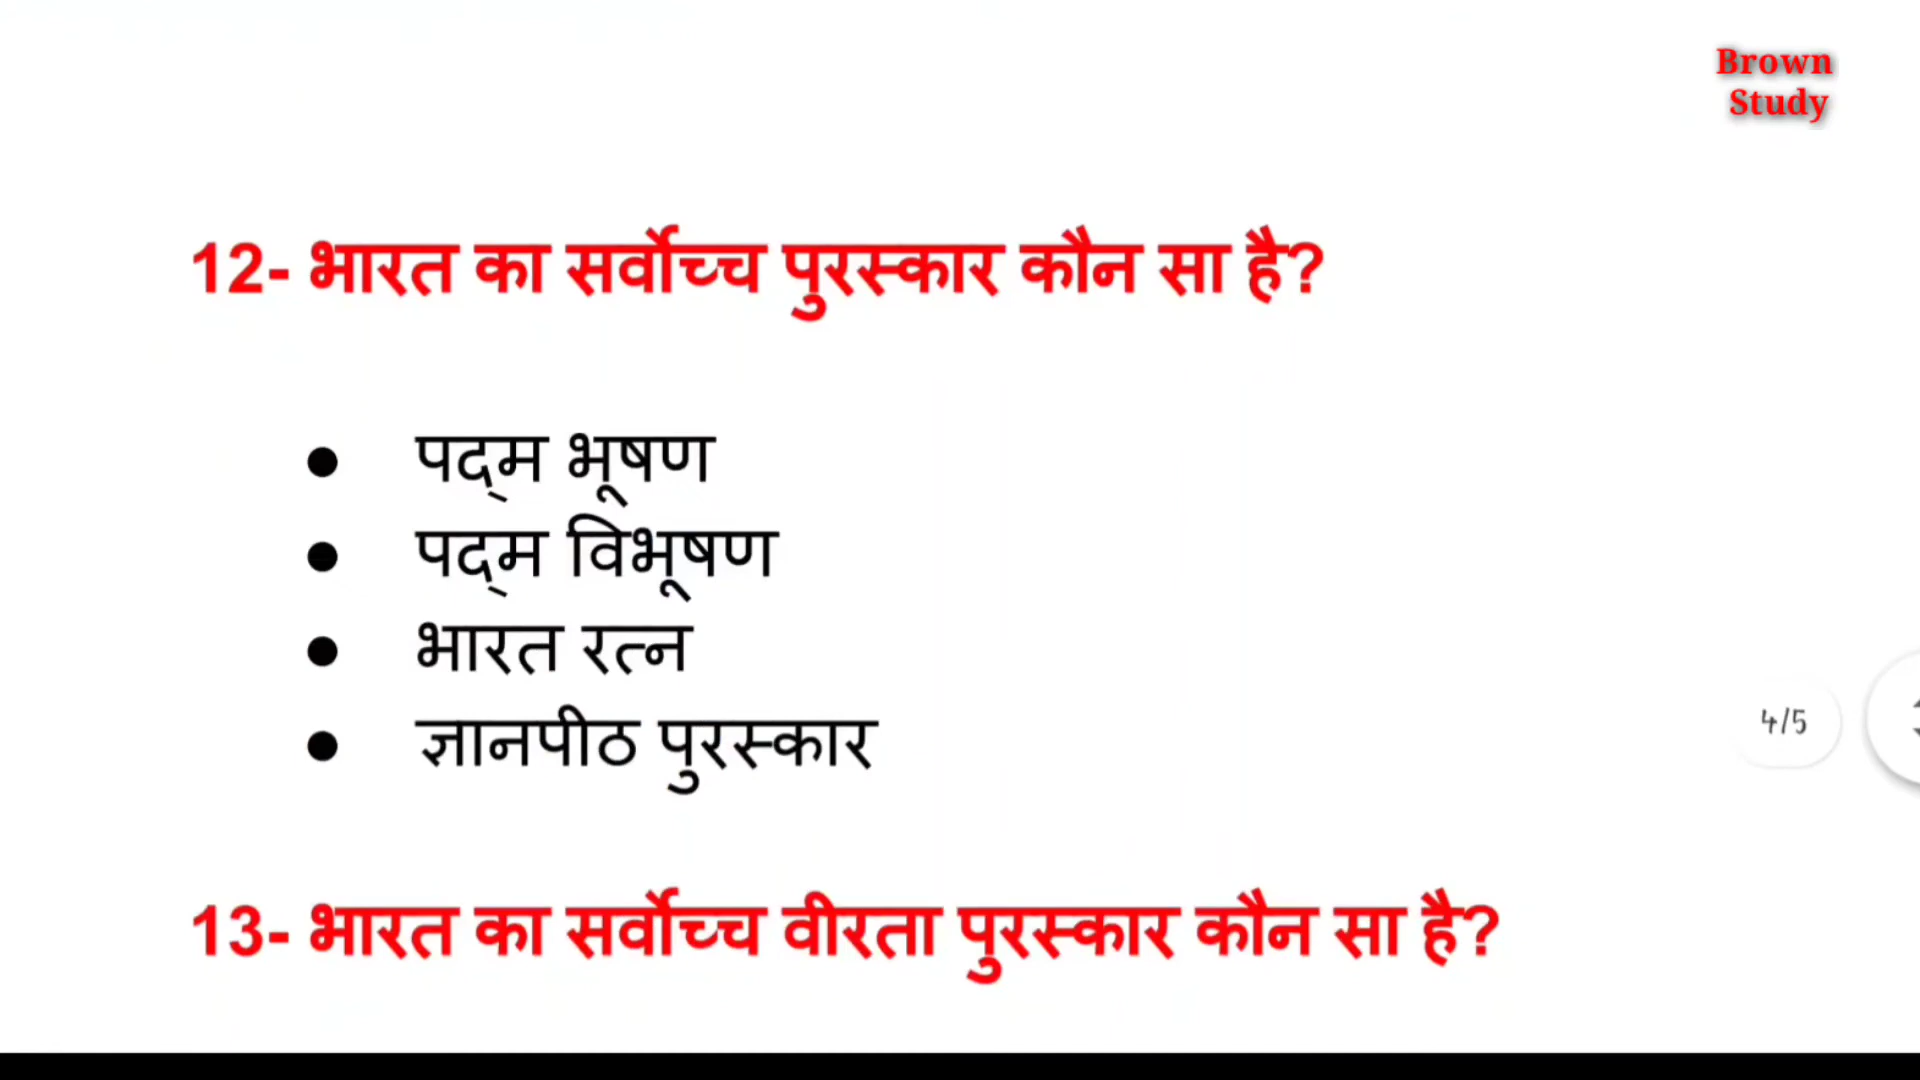 Brown
Study
12- भारत का सर्वोच्च पुरस्कार कौन सा है?
● पद्‌म भूषण
● पद्‌म विभूषण
● भारत रत्न
● ज्ञानपीठ पुरस्कार
4/5
13- भारत का सर्वोच्च वीरता पुरस्कार कौन सा है?